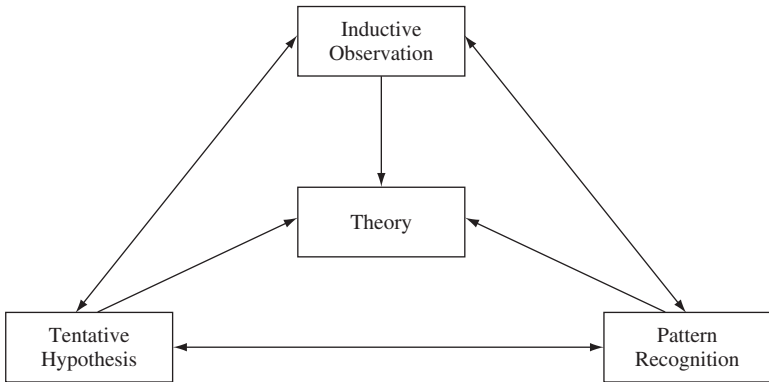 Inductive
Observation
Theory
Tentative
Hypothesis
Pattern
Recognition